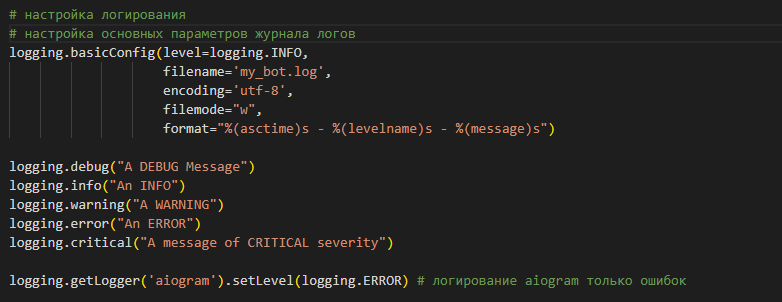 # настройка логирования
# настройка основных параметров журнала логов
logging.basicConfig(level=logging.INFO,
                    filename='my_bot.log',
                    encoding='utf-8',
                    filemode="w",
                    format="%(asctime)s - %(levelname)s - %(message)s")

logging.debug("A DEBUG Message")
logging.info("An INFO")
logging.warning("A WARNING")
logging.error("An ERROR")
logging.critical("A message of CRITICAL severity")

logging.getLogger('aiogram').setLevel(logging.ERROR) # логирование aiogram только ошибок